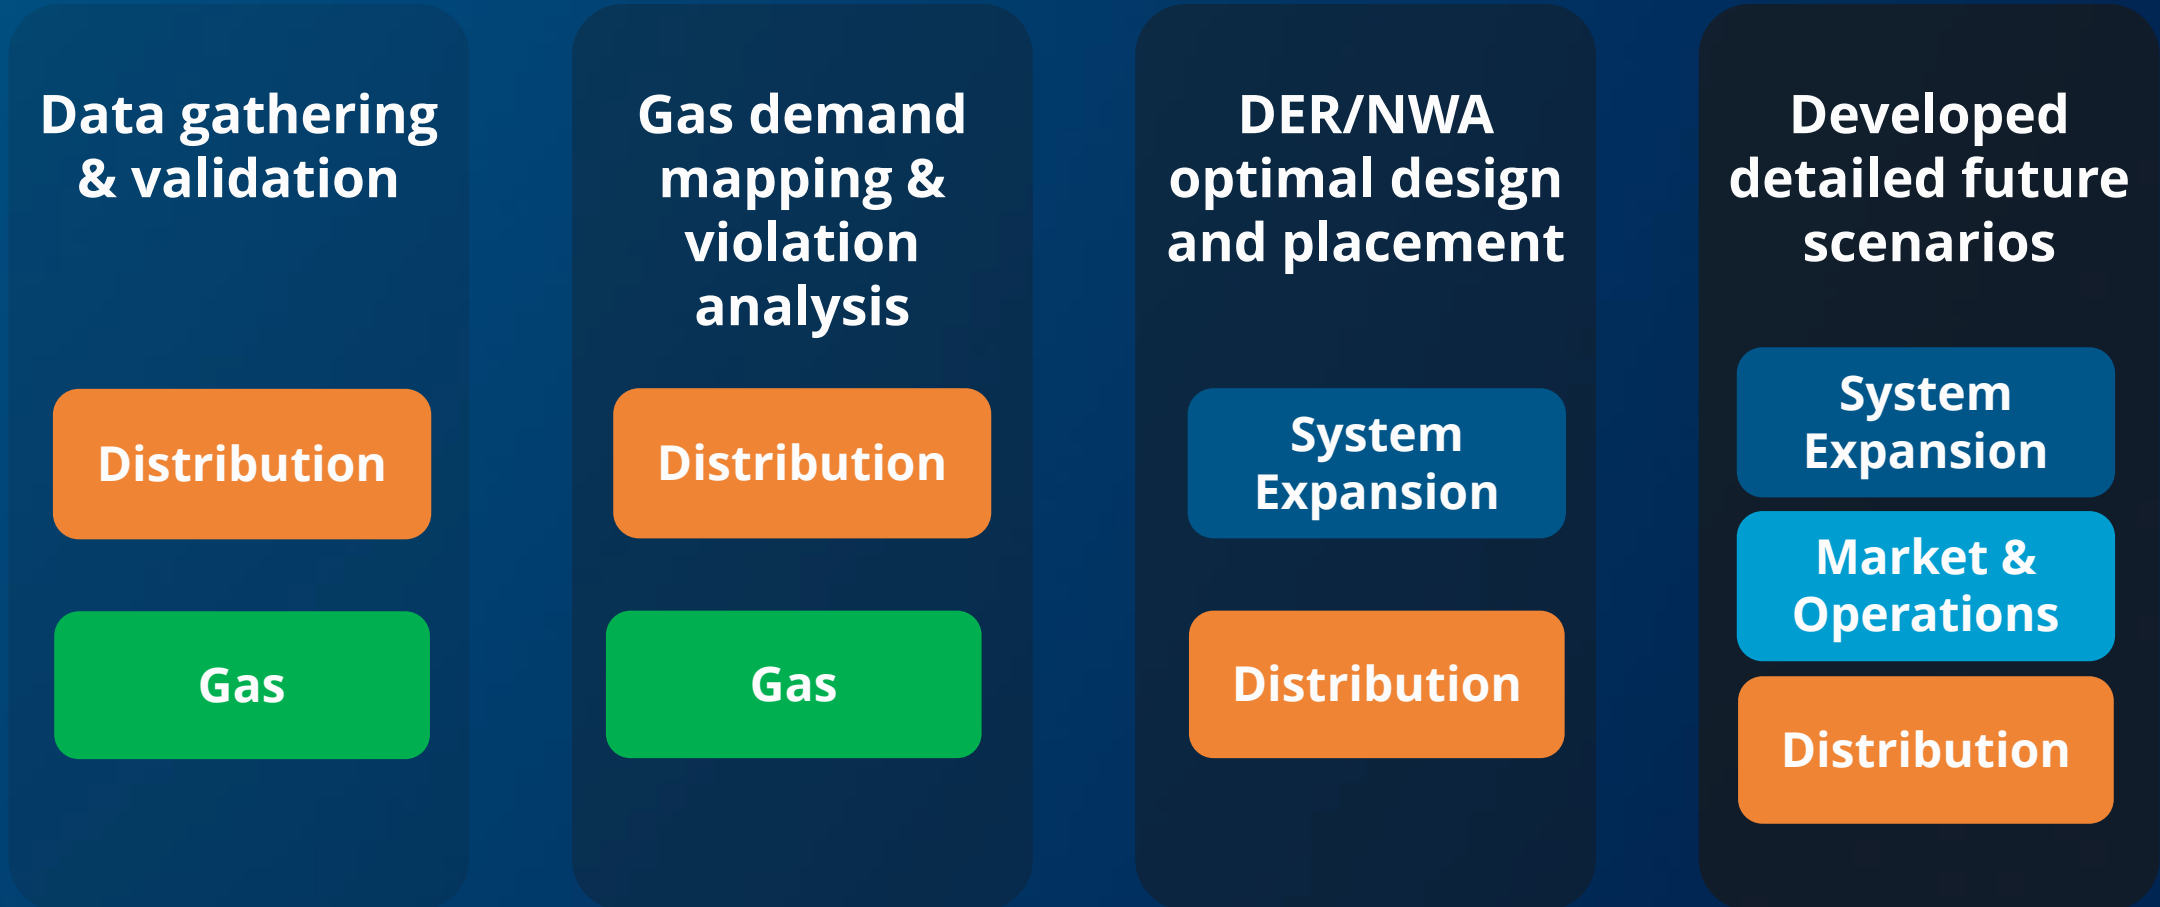 Data gathering
& validation
Distribution
Gas
Gas demand
mapping &
violation
analysis
Distribution
Gas
DER/NWA
optimal design
and placement
System
Expansion
Distribution
Developed
detailed future
scenarios
System
Expansion
Market &
Operations
Distribution